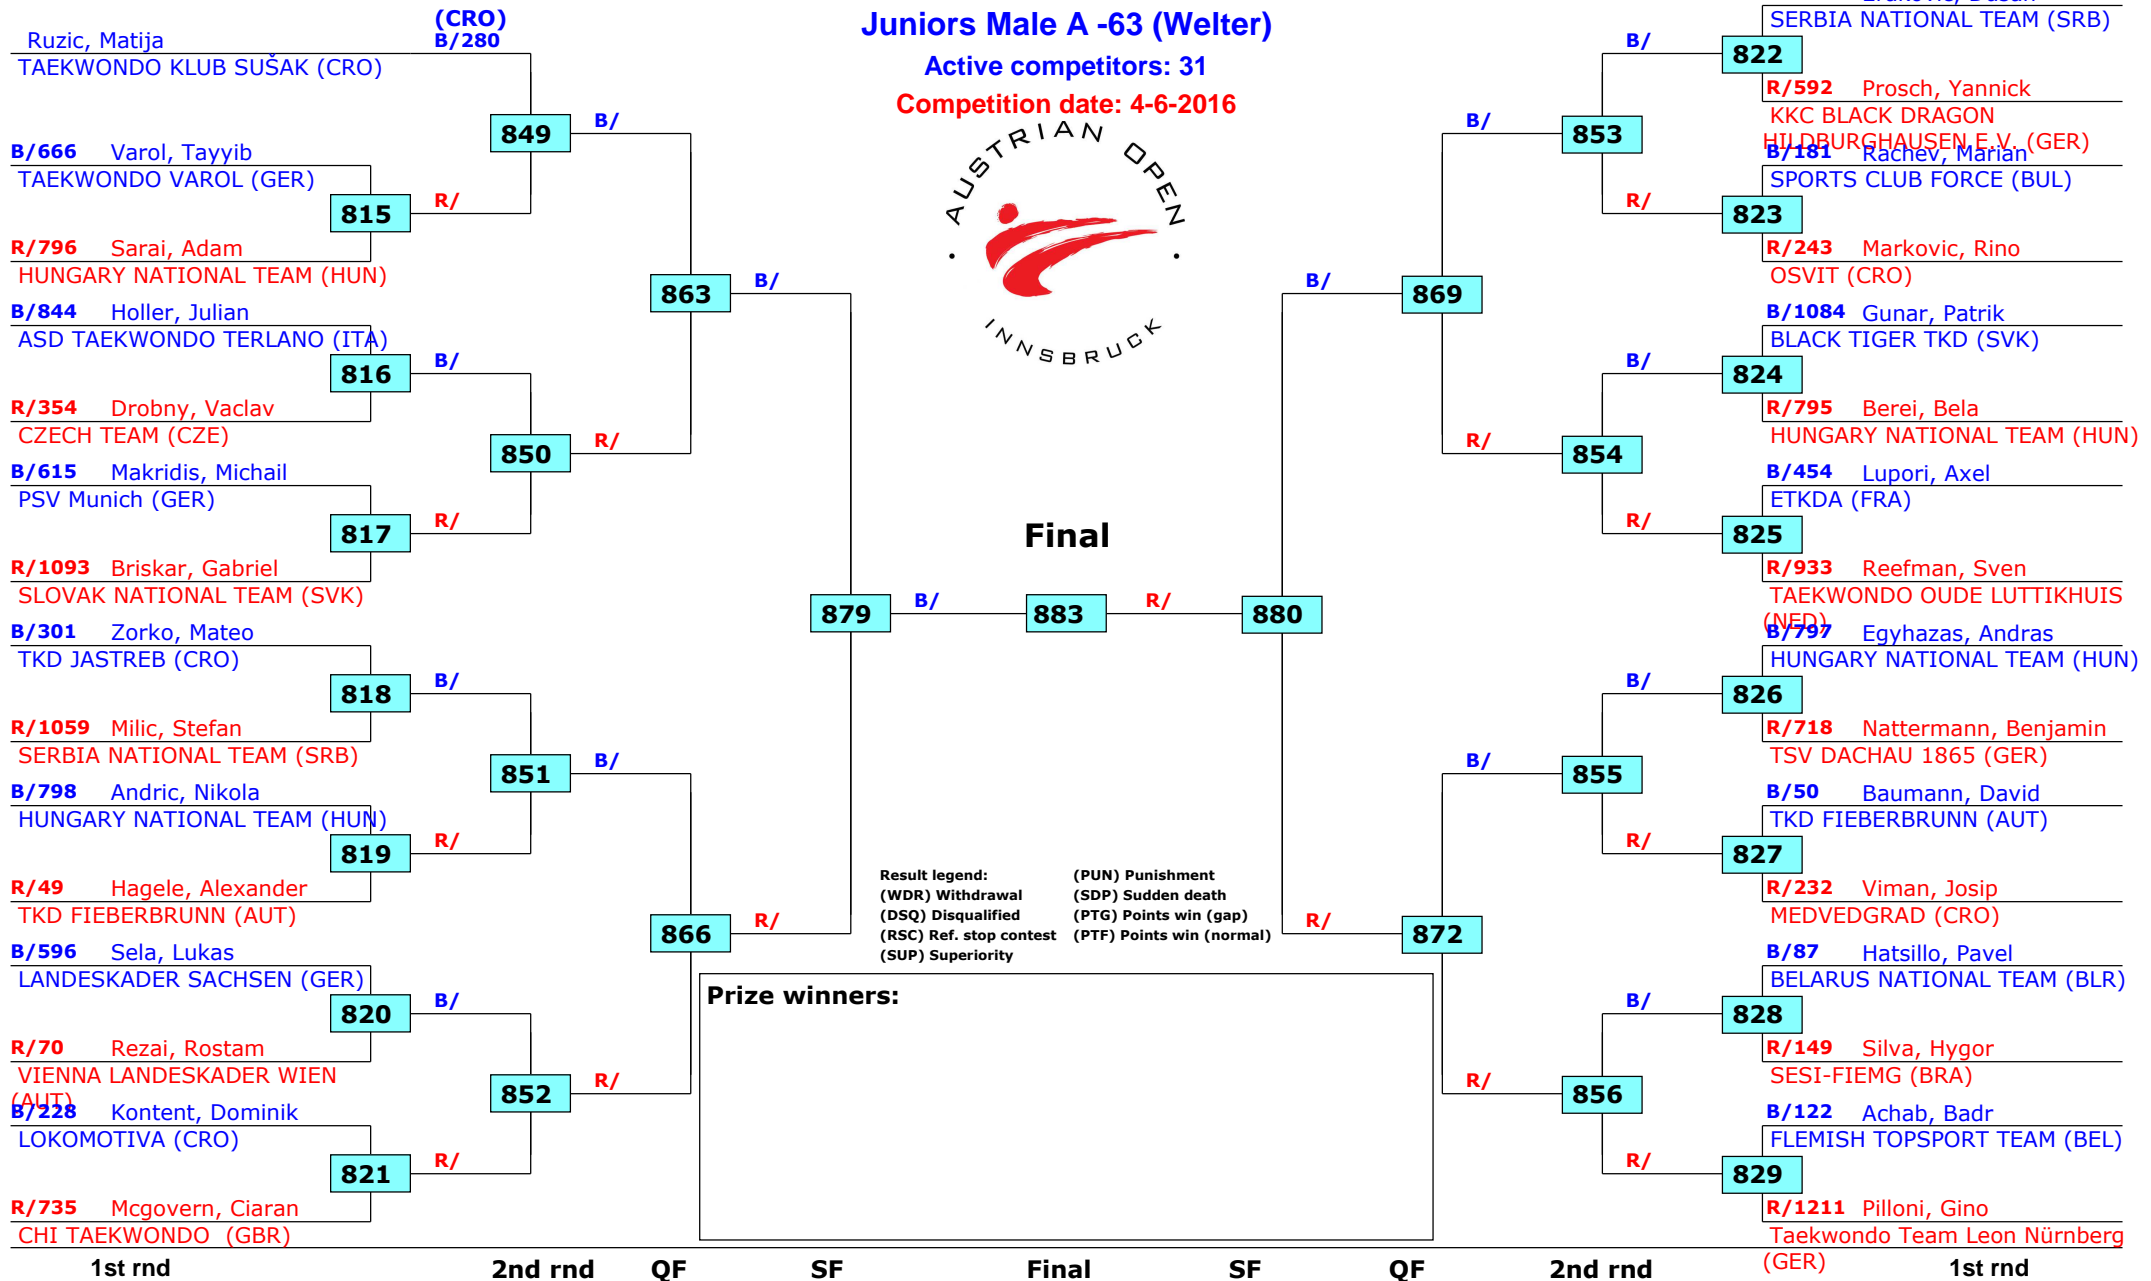 Juniors Male A -63 (Welter)
Active competitors: 31
Competition date: 4-6-2016
AUSTRIAN OPEN
INNSBRUCK
(CRO)
Ruzic, Matija B/280
TAEKWONDO KLUB SUŠAK (CRO)
849
B/
B/666 Varol, Tayyib
TAEKWONDO VAROL (GER)
815
R/
R/796 Sarai, Adam
HUNGARY NATIONAL TEAM (HUN)
863
B/
B/844 Holler, Julian
ASD TAEKWONDO TERLANO (ITA)
816
B/
R/354 Drobny, Vaclav
CZECH TEAM (CZE)
850
R/
B/615 Makridis, Michail
PSV Munich (GER)
817
R/
R/1093 Briskar, Gabriel
SLOVAK NATIONAL TEAM (SVK)
B/301 Zorko, Mateo
TKD JASTREB (CRO)
818
B/
R/1059 Milic, Stefan
SERBIA NATIONAL TEAM (SRB)
851
B/
B/798 Andric, Nikola
HUNGARY NATIONAL TEAM (HUN)
819
R/
R/49 Hagele, Alexander
TKD FIEBERBRUNN (AUT)
866
R/
B/596 Sela, Lukas
LANDESKADER SACHSEN (GER)
820
B/
R/70 Rezai, Rostam
VIENNA LANDESKADER WIEN
(AUT)
852
R/
B/228 Kontent, Dominik
LOKOMOTIVA (CRO)
821
R/
R/735 Mcgovern, Ciaran
CHI TAEKWONDO (GBR)
Final
879
B/
883
R/
880
SERBIA NATIONAL TEAM (SRB)
B/
822
R/592 Prosch, Yannick
KKC BLACK DRAGON
HILDBURGHAUSEN E.V. (GER)
B/
853
B/181 Rachev, Marian
SPORTS CLUB FORCE (BUL)
R/
823
R/243 Markovic, Rino
OSVIT (CRO)
B/
869
B/1084 Gunar, Patrik
BLACK TIGER TKD (SVK)
B/
824
R/795 Berei, Bela
HUNGARY NATIONAL TEAM (HUN)
R/
854
B/454 Lupori, Axel
ETKDA (FRA)
R/
825
R/933 Reefman, Sven
TAEKWONDO OUDE LUTTIKHUIS
(NED)
B/797 Egyhazas, Andras
HUNGARY NATIONAL TEAM (HUN)
B/
826
R/718 Nattermann, Benjamin
TSV DACHAU 1865 (GER)
B/
855
B/50 Baumann, David
TKD FIEBERBRUNN (AUT)
R/
827
R/232 Viman, Josip
MEDVEDGRAD (CRO)
R/
872
B/87 Hatsillo, Pavel
BELARUS NATIONAL TEAM (BLR)
B/
828
R/149 Silva, Hygor
SESI-FIEMG (BRA)
R/
856
B/122 Achab, Badr
FLEMISH TOPSPORT TEAM (BEL)
R/
829
R/1211 Pilloni, Gino
Taekwondo Team Leon Nürnberg
(GER)
Result legend: (PUN) Punishment
(WDR) Withdrawal (SDP) Sudden death
(DSQ) Disqualified (PTG) Points win (gap)
(RSC) Ref. stop contest (PTF) Points win (normal)
(SUP) Superiority
Prize winners:
1st rnd 2nd rnd QF SF Final SF QF 2nd rnd 1st rnd